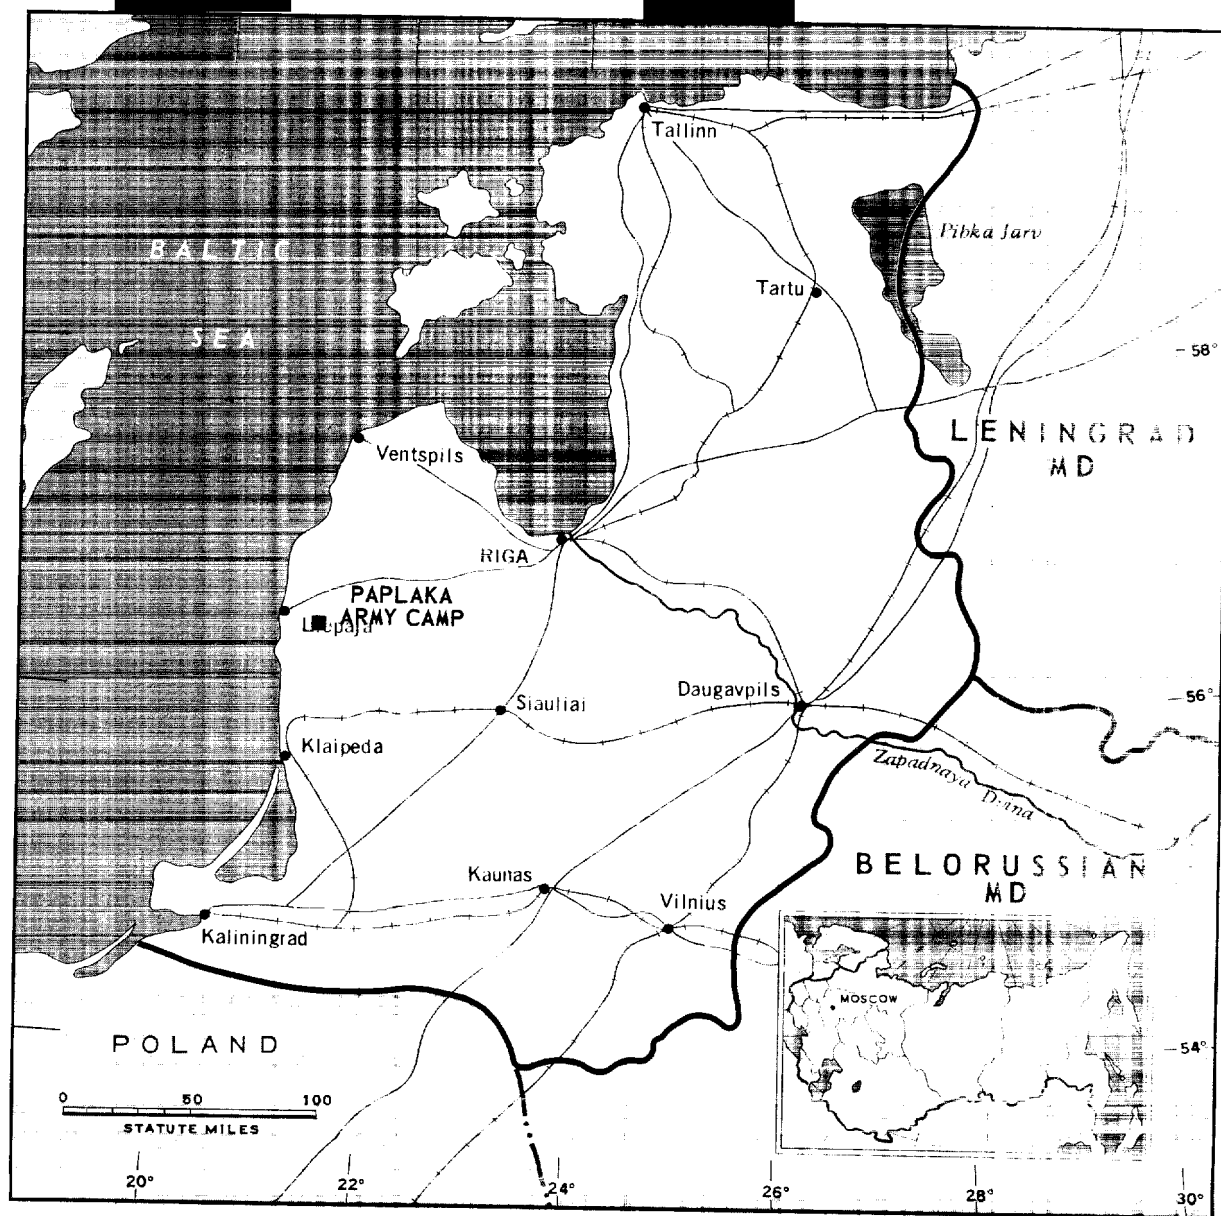 Tallinn
BALTIC
Pihka Jarv
Tartu
SEA
58°
LENINGRAD
MD
Ventspils
RIGA
PAPLAKA
ARMY CAMP
Liepaja
Daugavpils
56°
Siauliai
Klaipeda
Zapadnaya Dvina
BELORUSSIAN
MD
Kaunas
Vilnius
Kaliningrad
MOSCOW
POLAND
54°
0 50 100
STATUTE MILES
20° 22° 24° 26° 28° 30°